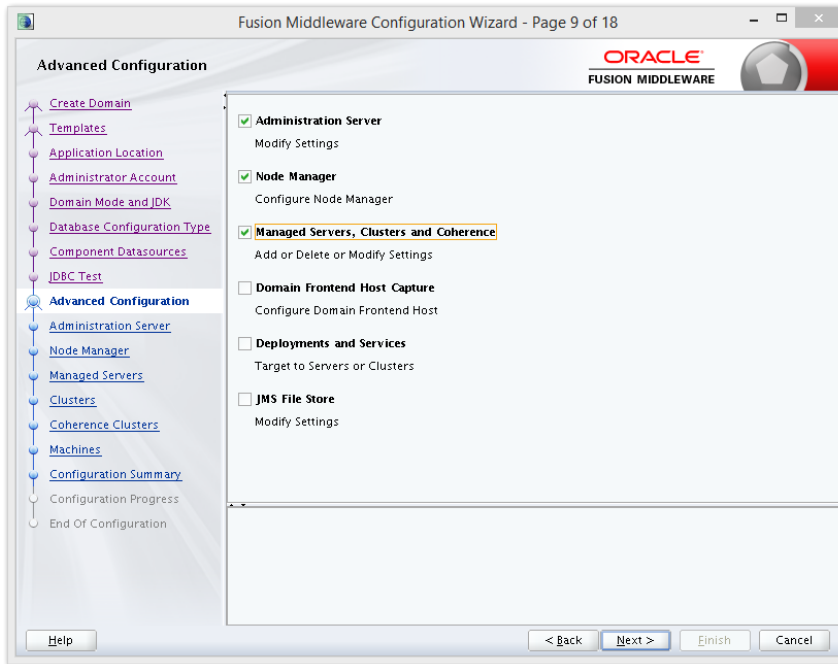 Fusion Middleware Configuration Wizard - Page 9 of 18
Advanced Configuration
ORACLE
FUSION MIDDLEWARE
Create Domain
Templates
Application Location
Administrator Account
Domain Mode and JDK
Database Configuration Type
Component Datasources
JDBC Test
Advanced Configuration
Administration Server
Node Manager
Managed Servers
Clusters
Coherence Clusters
Machines
Configuration Summary
Configuration Progress
End Of Configuration
Administration Server
Modify Settings
Node Manager
Configure Node Manager
Managed Servers, Clusters and Coherence
Add or Delete or Modify Settings
Domain Frontend Host Capture
Configure Domain Frontend Host
Deployments and Services
Target to Servers or Clusters
JMS File Store
Modify Settings
Help
< Back
Next >
Finish
Cancel